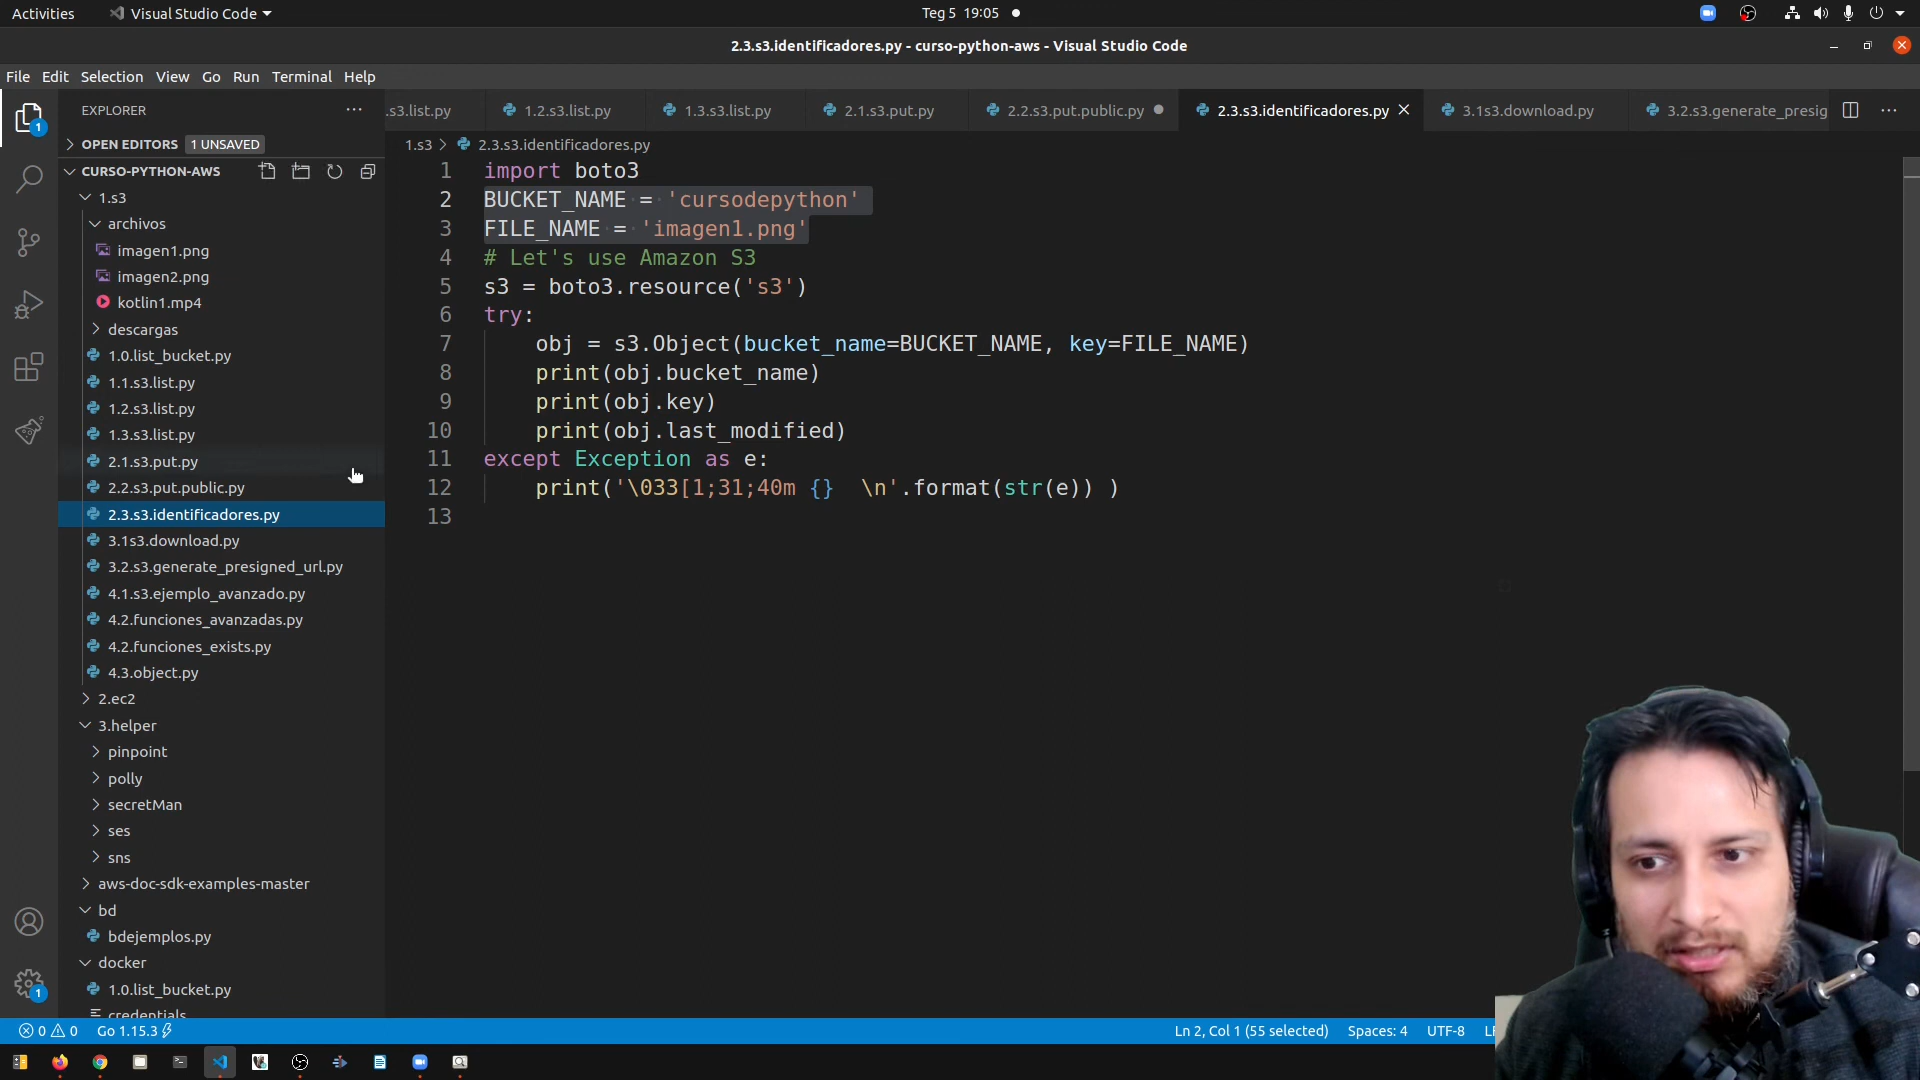 Activities
Visual Studio Code
Teg 5 19:05
2.3.s3.identificadores.py - curso-python-aws - Visual Studio Code
File Edit Selection View Go Run Terminal Help
EXPLORER
.s3.list.py
1.2.s3.list.py
1.3.s3.list.py
2.1.s3.put.py
2.2.s3.put.public.py
2.3.s3.identificadores.py
3.1s3.download.py
3.2.s3.generate_presig
1
OPEN EDITORS 1 UNSAVED
1.s3 > 2.3.s3.identificadores.py
CURSO-PYTHON-AWS
1.s3
archivos
imagen1.png
imagen2.png
kotlin1.mp4
descargas
1.0.list_bucket.py
1.1.s3.list.py
1.2.s3.list.py
1.3.s3.list.py
2.1.s3.put.py
2.2.s3.put.public.py
2.3.s3.identificadores.py
3.1s3.download.py
3.2.s3.generate_presigned_url.py
4.1.s3.ejemplo_avanzado.py
4.2.funciones_avanzadas.py
4.2.funciones_exists.py
4.3.object.py
2.ec2
3.helper
pinpoint
polly
secretMan
ses
sns
aws-doc-sdk-examples-master
bd
bdejemplos.py
docker
1.0.list_bucket.py
credentials
1 import boto3
2 BUCKET_NAME = 'cursodepython'
3 FILE_NAME = 'imagen1.png'
4 # Let's use Amazon S3
5 s3 = boto3.resource('s3')
6 try:
7 obj = s3.Object(bucket_name=BUCKET_NAME, key=FILE_NAME)
8 print(obj.bucket_name)
9 print(obj.key)
10 print(obj.last_modified)
11 except Exception as e:
12 print('\033[1;31;40m {}  \n'.format(str(e)) )
13
1
0 0 Go 1.15.3
Ln 2, Col 1 (55 selected) Spaces: 4 UTF-8